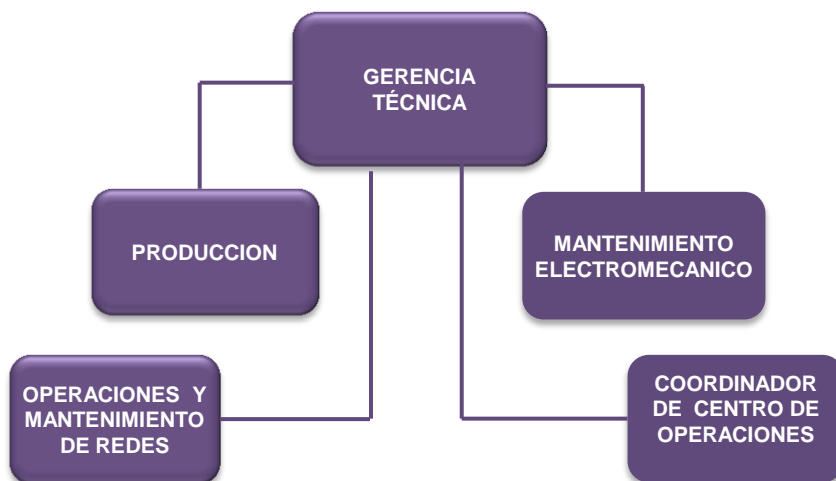 GERENCIA
TÉCNICA
PRODUCCION
MANTENIMIENTO
ELECTROMECANICO
OPERACIONES Y
MANTENIMIENTO
DE REDES
COORDINADOR
DE CENTRO DE
OPERACIONES